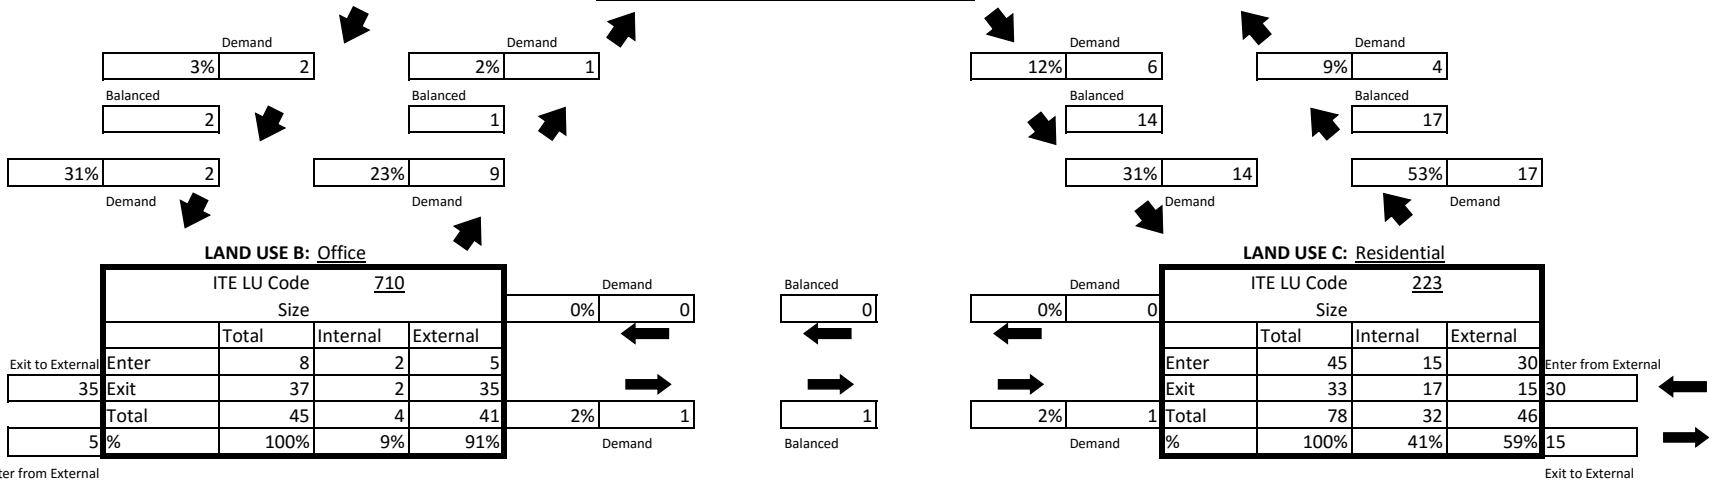 Demand Demand Demand Demand
3% 2 2% 1 12% 6 9% 4
Balanced Balanced Balanced Balanced
2 1 14 17
31% 2 23% 9 31% 14 53% 17
Demand Demand Demand Demand
LAND USE B: Office LAND USE C: Residential
ITE LU Code 710 Demand Balanced Demand ITE LU Code 223
Size 0% 0 0 0% 0 Size
Total Internal External Total Internal External
Exit to External Enter 8 2 5 Enter 45 15 30 Enter from External
35 Exit 37 2 35 Exit 33 17 15 30
Total 45 4 41 2% 1 1 2% 1 Total 78 32 46
5 % 100% 9% 91% Demand Balanced Demand % 100% 41% 59% 15
from External Exit to External